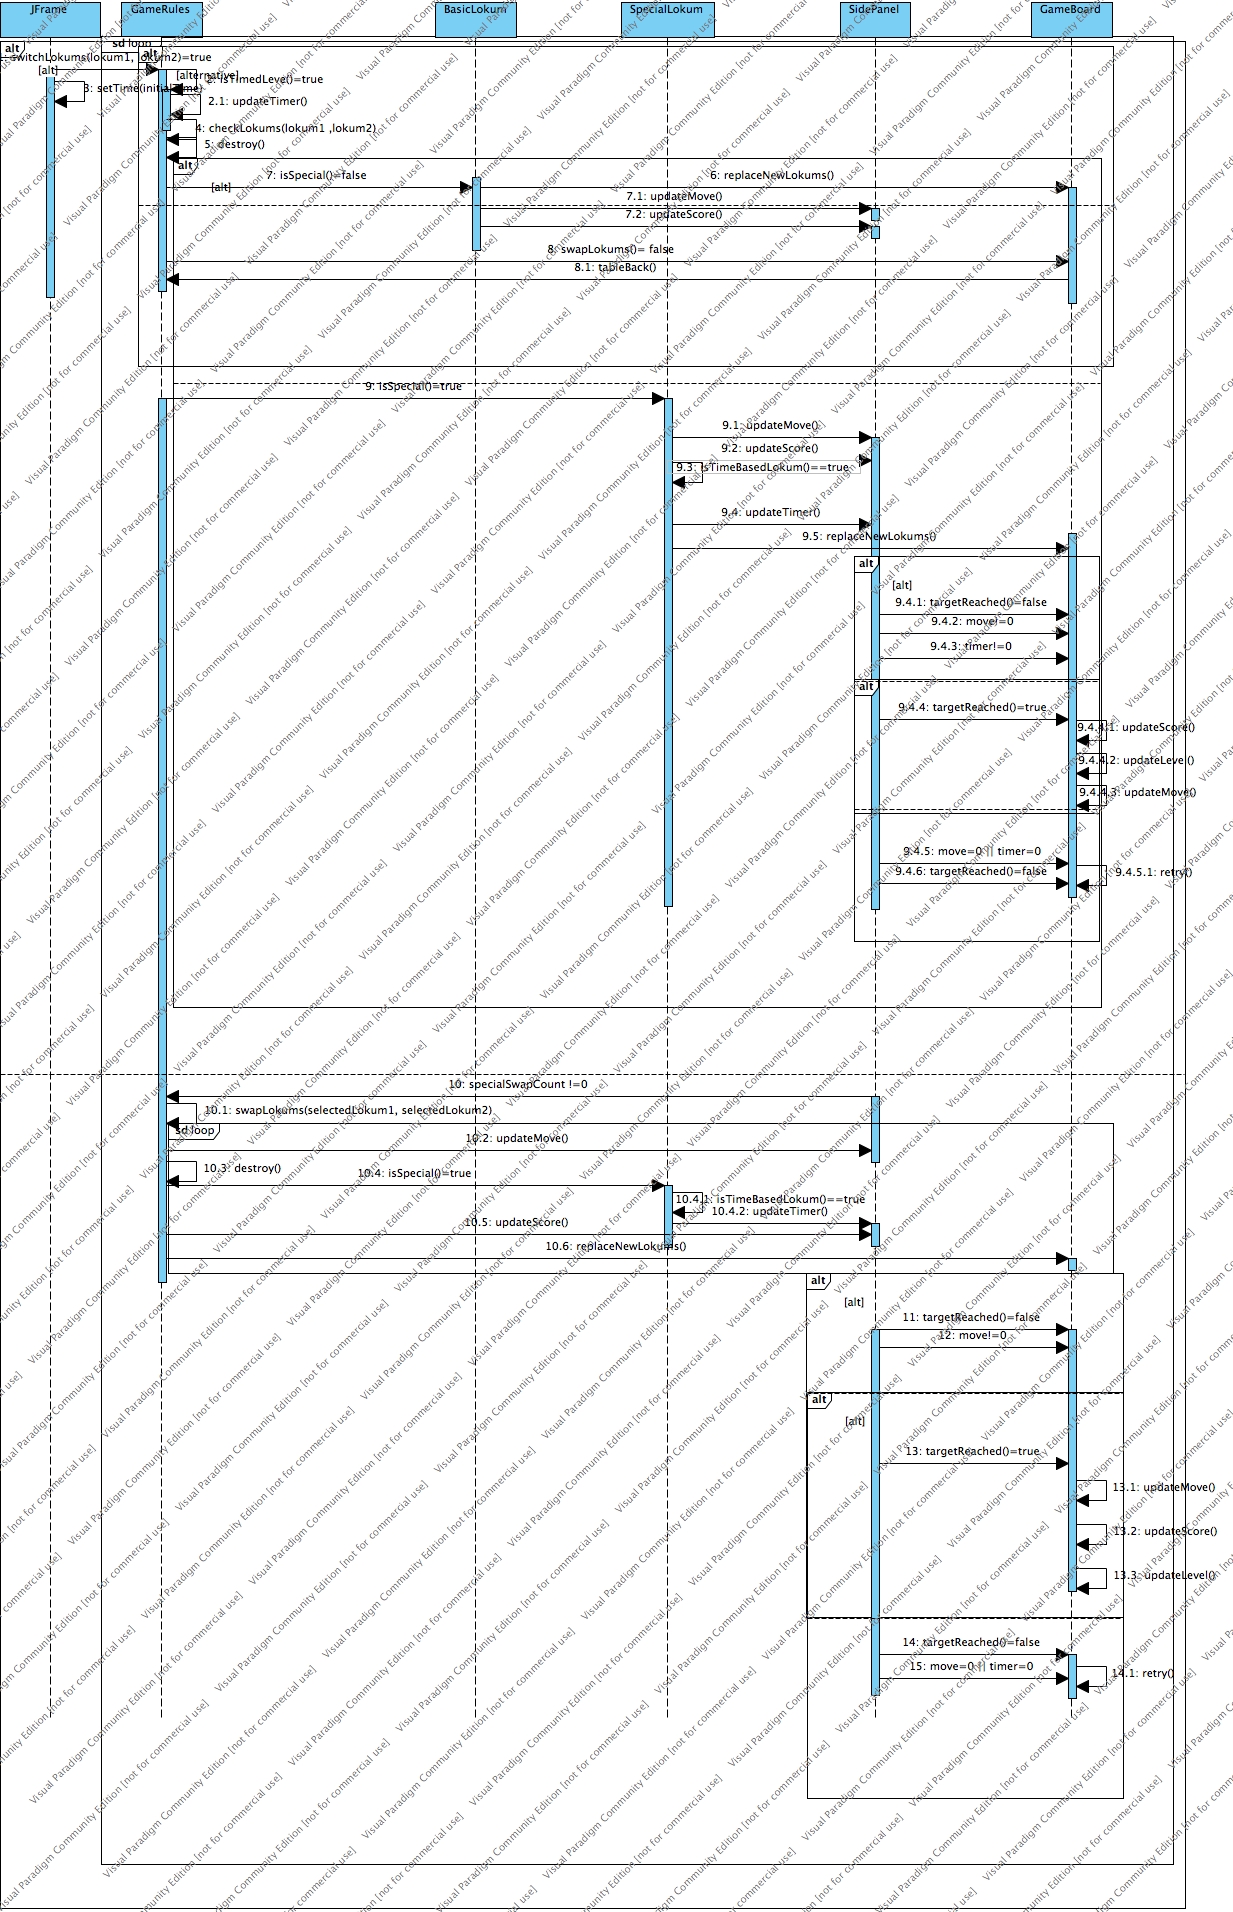 JFrame
GameRules
BasicLokum
SpecialLokum
SidePanel
GameBoard
alt
sd loop
alt
switchLokums(lokum1, lokum2)=true
[alt]
[alternative]
2: isTimedLeve()=true
3: setTime(initialTime)
2.1: updateTimer()
4: checkLokums(lokum1 ,lokum2)
5: destroy()
alt
7: isSpecial()=false
6: replaceNewLokums()
[alt]
7.1: updateMove()
7.2: updateScore()
8: swapLokums()= false
8.1: tableBack()
9: isSpecial()=true
9.1: updateMove()
9.2: updateScore()
9.3: isTimeBasedLokum()==true
9.4: updateTimer()
9.5: replaceNewLokums()
alt
[alt]
9.4.1: targetReached()=false
9.4.2: move!=0
9.4.3: timer!=0
alt
9.4.4: targetReached()=true
9.4.4.1: updateScore()
9.4.4.2: updateLevel()
9.4.4.3: updateMove()
9.4.5: move=0 || timer=0
9.4.6: targetReached()=false
9.4.5.1: retry()
10: specialSwapCount !=0
10.1: swapLokums(selectedLokum1, selectedLokum2)
sd loop
10.2: updateMove()
10.3: destroy()
10.4: isSpecial()=true
10.4.1: isTimeBasedLokum()==true
10.4.2: updateTimer()
10.5: updateScore()
10.6: replaceNewLokums()
alt
[alt]
11: targetReached()=false
12: move!=0
alt
[alt]
13: targetReached()=true
13.1: updateMove()
13.2: updateScore()
13.3: updateLevel()
14: targetReached()=false
15: move=0 || timer=0
14.1: retry()
Visual Paradigm Community Edition [not for commercial use]